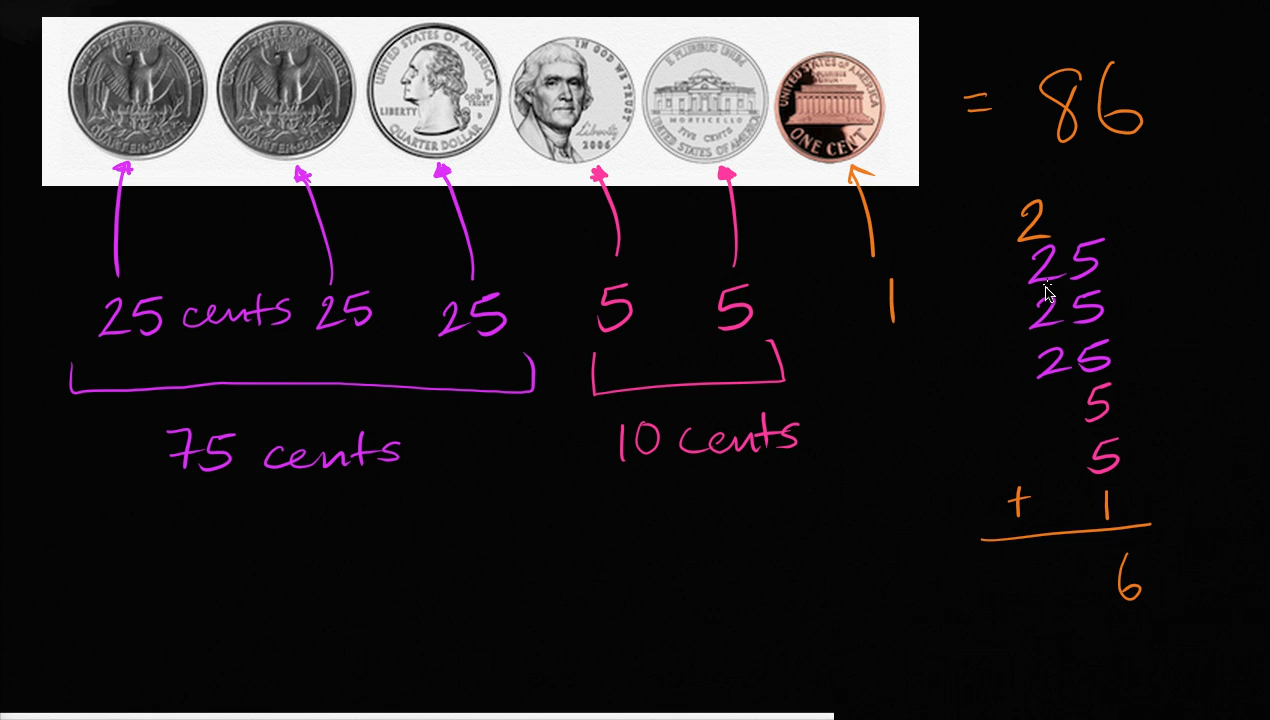 UNITED STATES OF AMERICA
QUARTER DOLLAR
UNITED STATES OF AMERICA
QUARTER DOLLAR
UNITED STATES OF AMERICA
LIBERTY
IN GOD WE TRUST
D
QUARTER DOLLAR
IN GOD WE TRUST
Liberty
2006
E PLURIBUS UNUM
MONTICELLO
FIVE CENTS
UNITED STATES OF AMERICA
UNITED STATES OF AMERICA
E PLURIBUS UNUM
ONE CENT
= 86
25 cents 25 25 5 5 1
75 cents 10 cents
2
25
25
25
5
5
+ 1
6